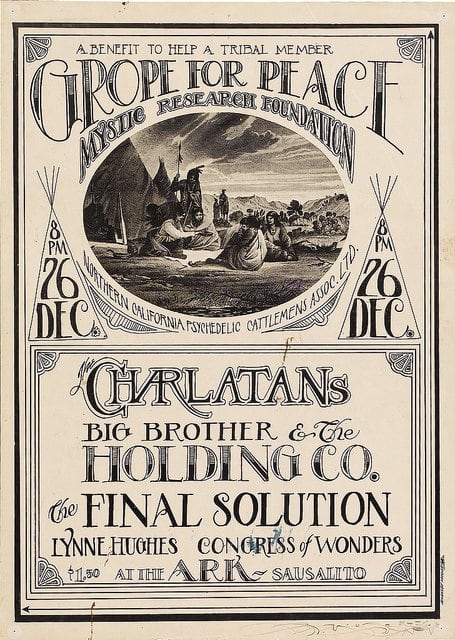 A BENEFIT TO HELP A TRIBAL MEMBER
GROPE FOR PEACE
MYSTIC RESEARCH FOUNDATION
NORTHERN CALIFORNIA PSYCHEDELIC CATTLEMENS ASSOC. LTD.
8
PM
26
DEC.
8
PM
26
DEC.
The CHARLATANS
BIG BROTHER & The
HOLDING CO.
The FINAL SOLUTION
LYNNE HUGHES CONGRESS of WONDERS
$1.50 AT THE ARK~ SAUSALITO